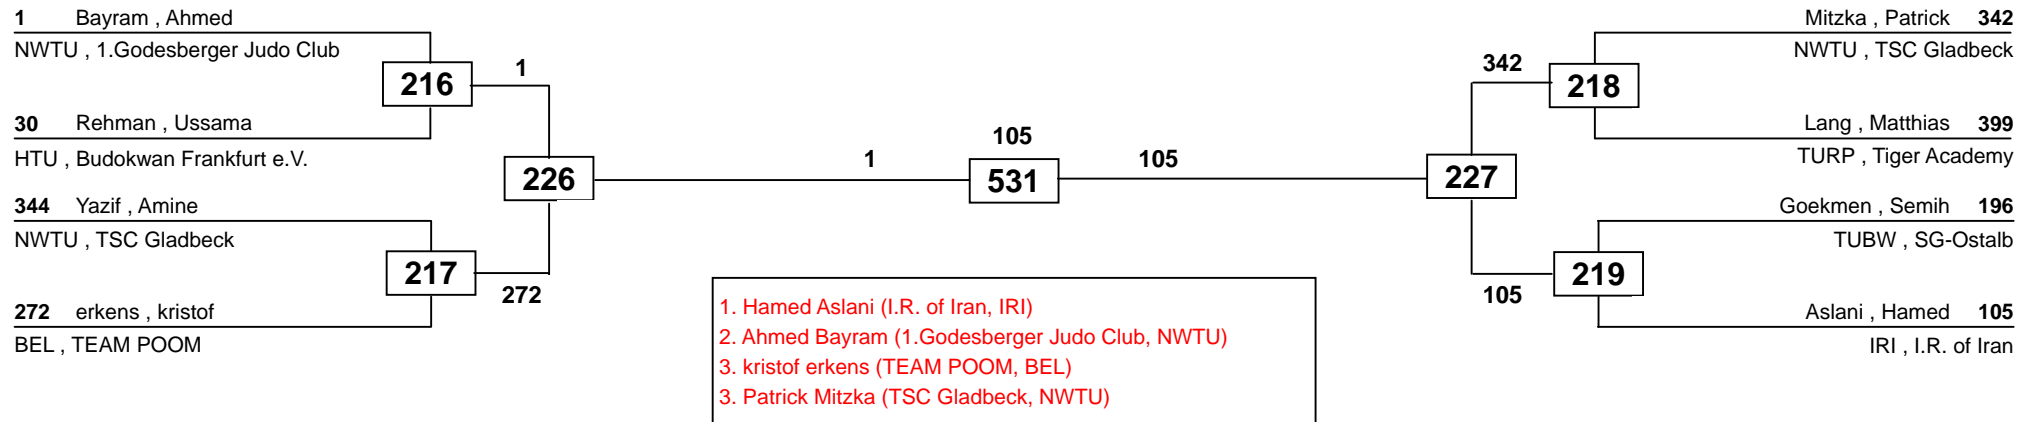 1 Bayram , Ahmed
NWTU , 1.Godesberger Judo Club
216
1
30 Rehman , Ussama
HTU , Budokwan Frankfurt e.V.
226
344 Yazif , Amine
NWTU , TSC Gladbeck
217
272
272 erkens , kristof
BEL , TEAM POOM
1
105
531
105
Mitzka , Patrick 342
NWTU , TSC Gladbeck
342
218
Lang , Matthias 399
TURP , Tiger Academy
227
Goekmen , Semih 196
TUBW , SG-Ostalb
219
105
Aslani , Hamed 105
IRI , I.R. of Iran
1. Hamed Aslani (I.R. of Iran, IRI)
2. Ahmed Bayram (1.Godesberger Judo Club, NWTU)
3. kristof erkens (TEAM POOM, BEL)
3. Patrick Mitzka (TSC Gladbeck, NWTU)